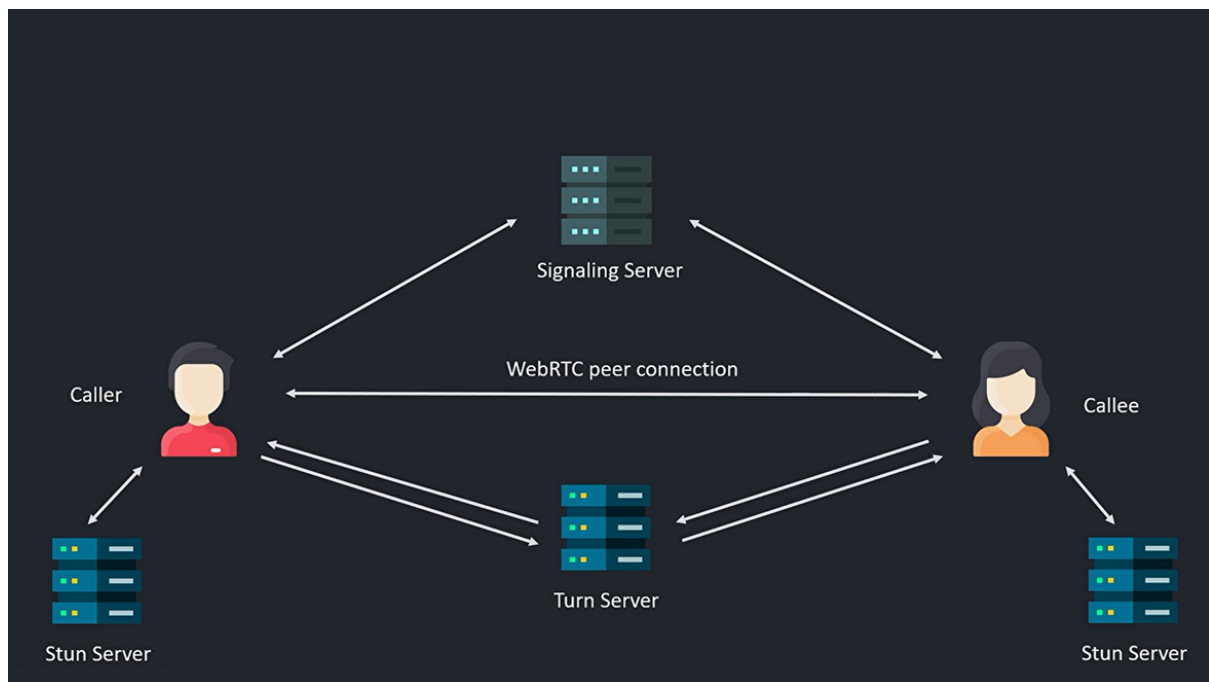 Signaling Server
WebRTC peer connection
Caller
Callee
Turn Server
Stun Server
Stun Server